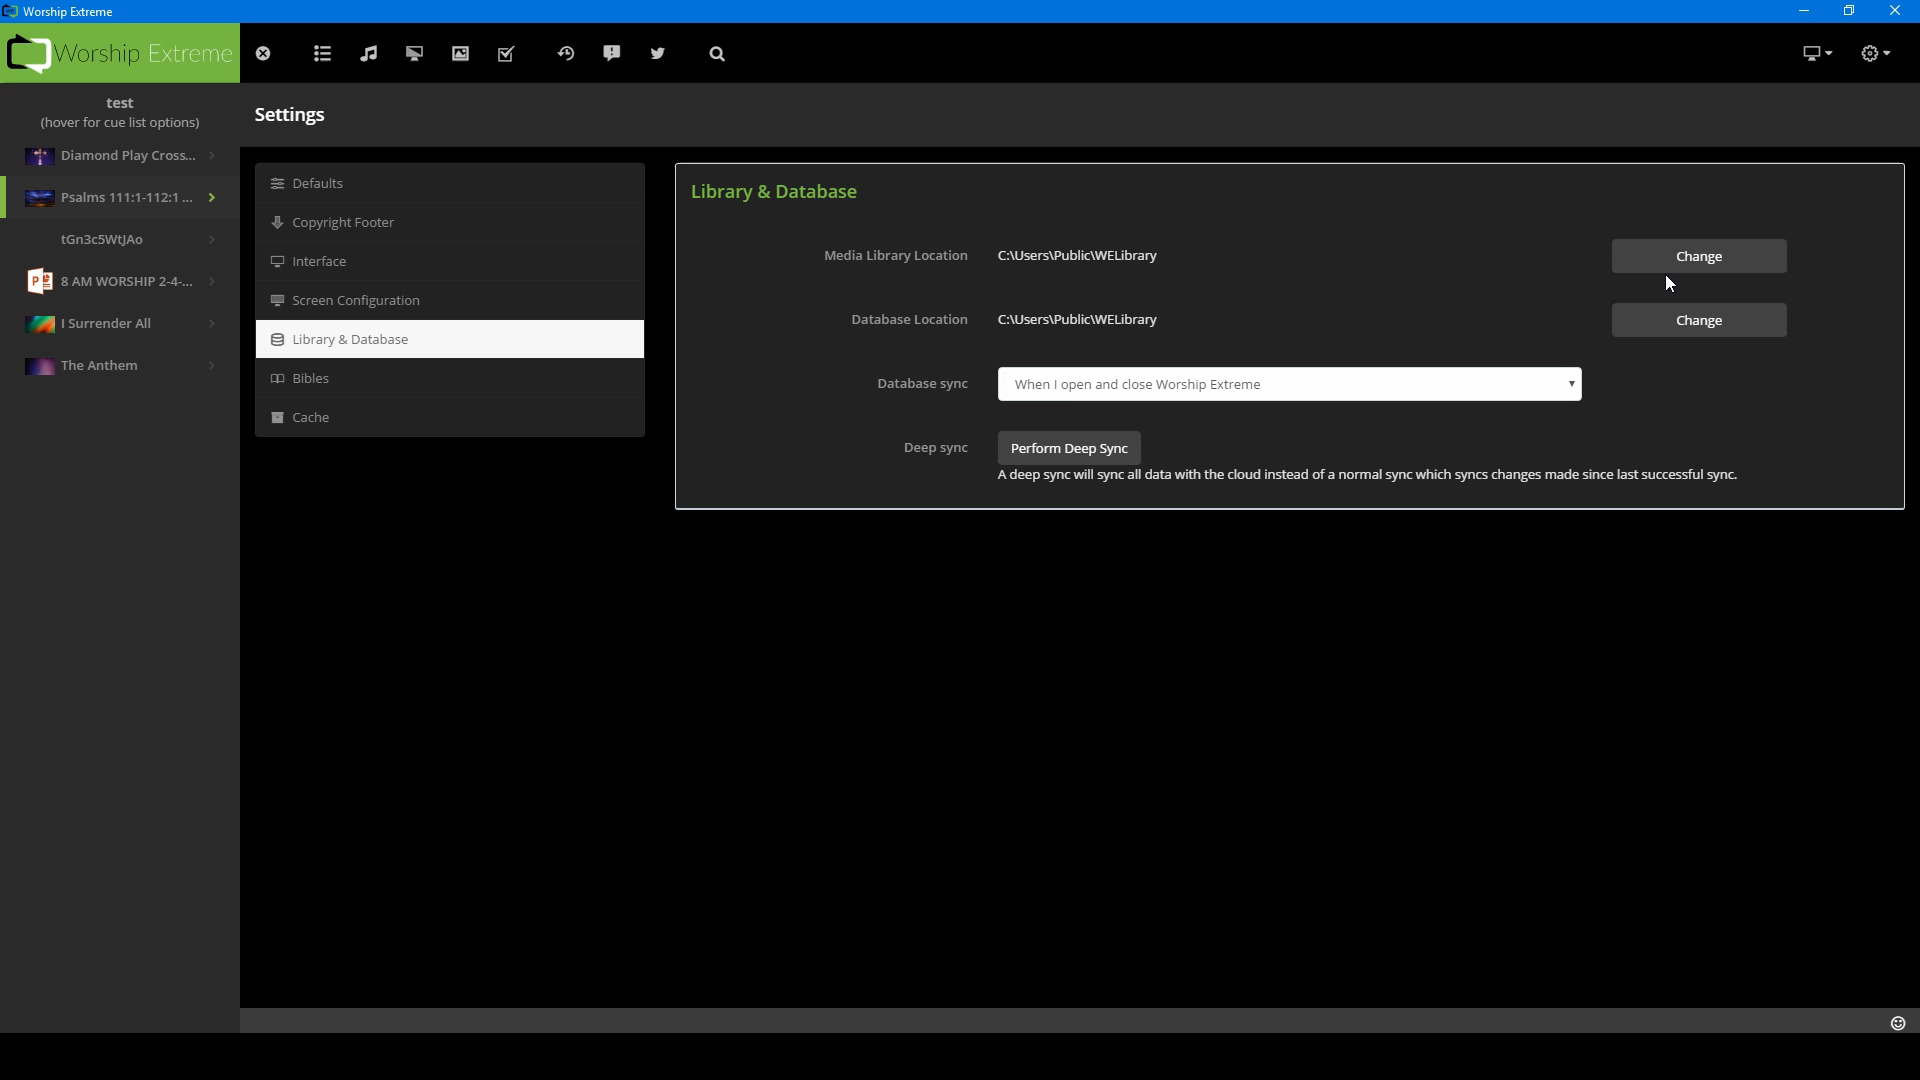 Worship Extreme
Worship Extreme
test
(hover for cue list options)
Diamond Play Cross...
Psalms 111:1-112:1 ...
tGn3c5WtJAo
8 AM WORSHIP 2-4-...
I Surrender All
The Anthem
Settings
Defaults
Copyright Footer
Interface
Screen Configuration
Library & Database
Bibles
Cache
Library & Database
Media Library Location C:\Users\Public\WELibrary Change
Database Location C:\Users\Public\WELibrary Change
Database sync When I open and close Worship Extreme
Deep sync Perform Deep Sync
A deep sync will sync all data with the cloud instead of a normal sync which syncs changes made since last successful sync.